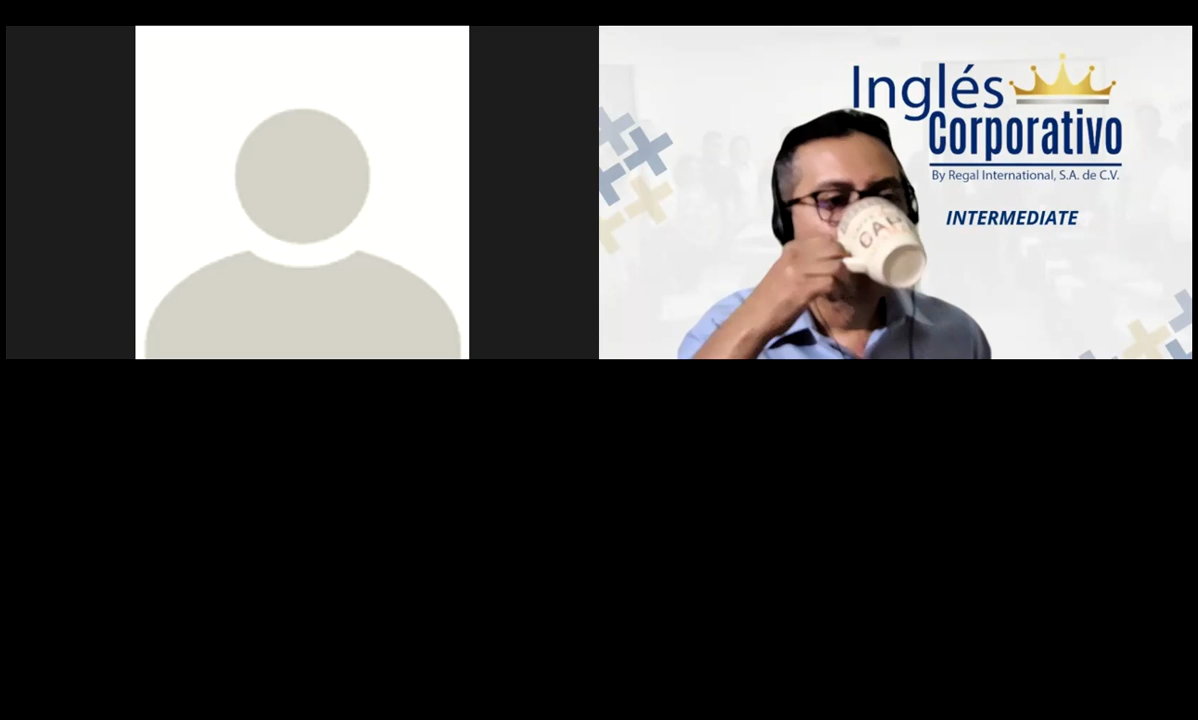 Inglés
Corporativo
By Regal International, S.A. de C.V.
INTERMEDIATE